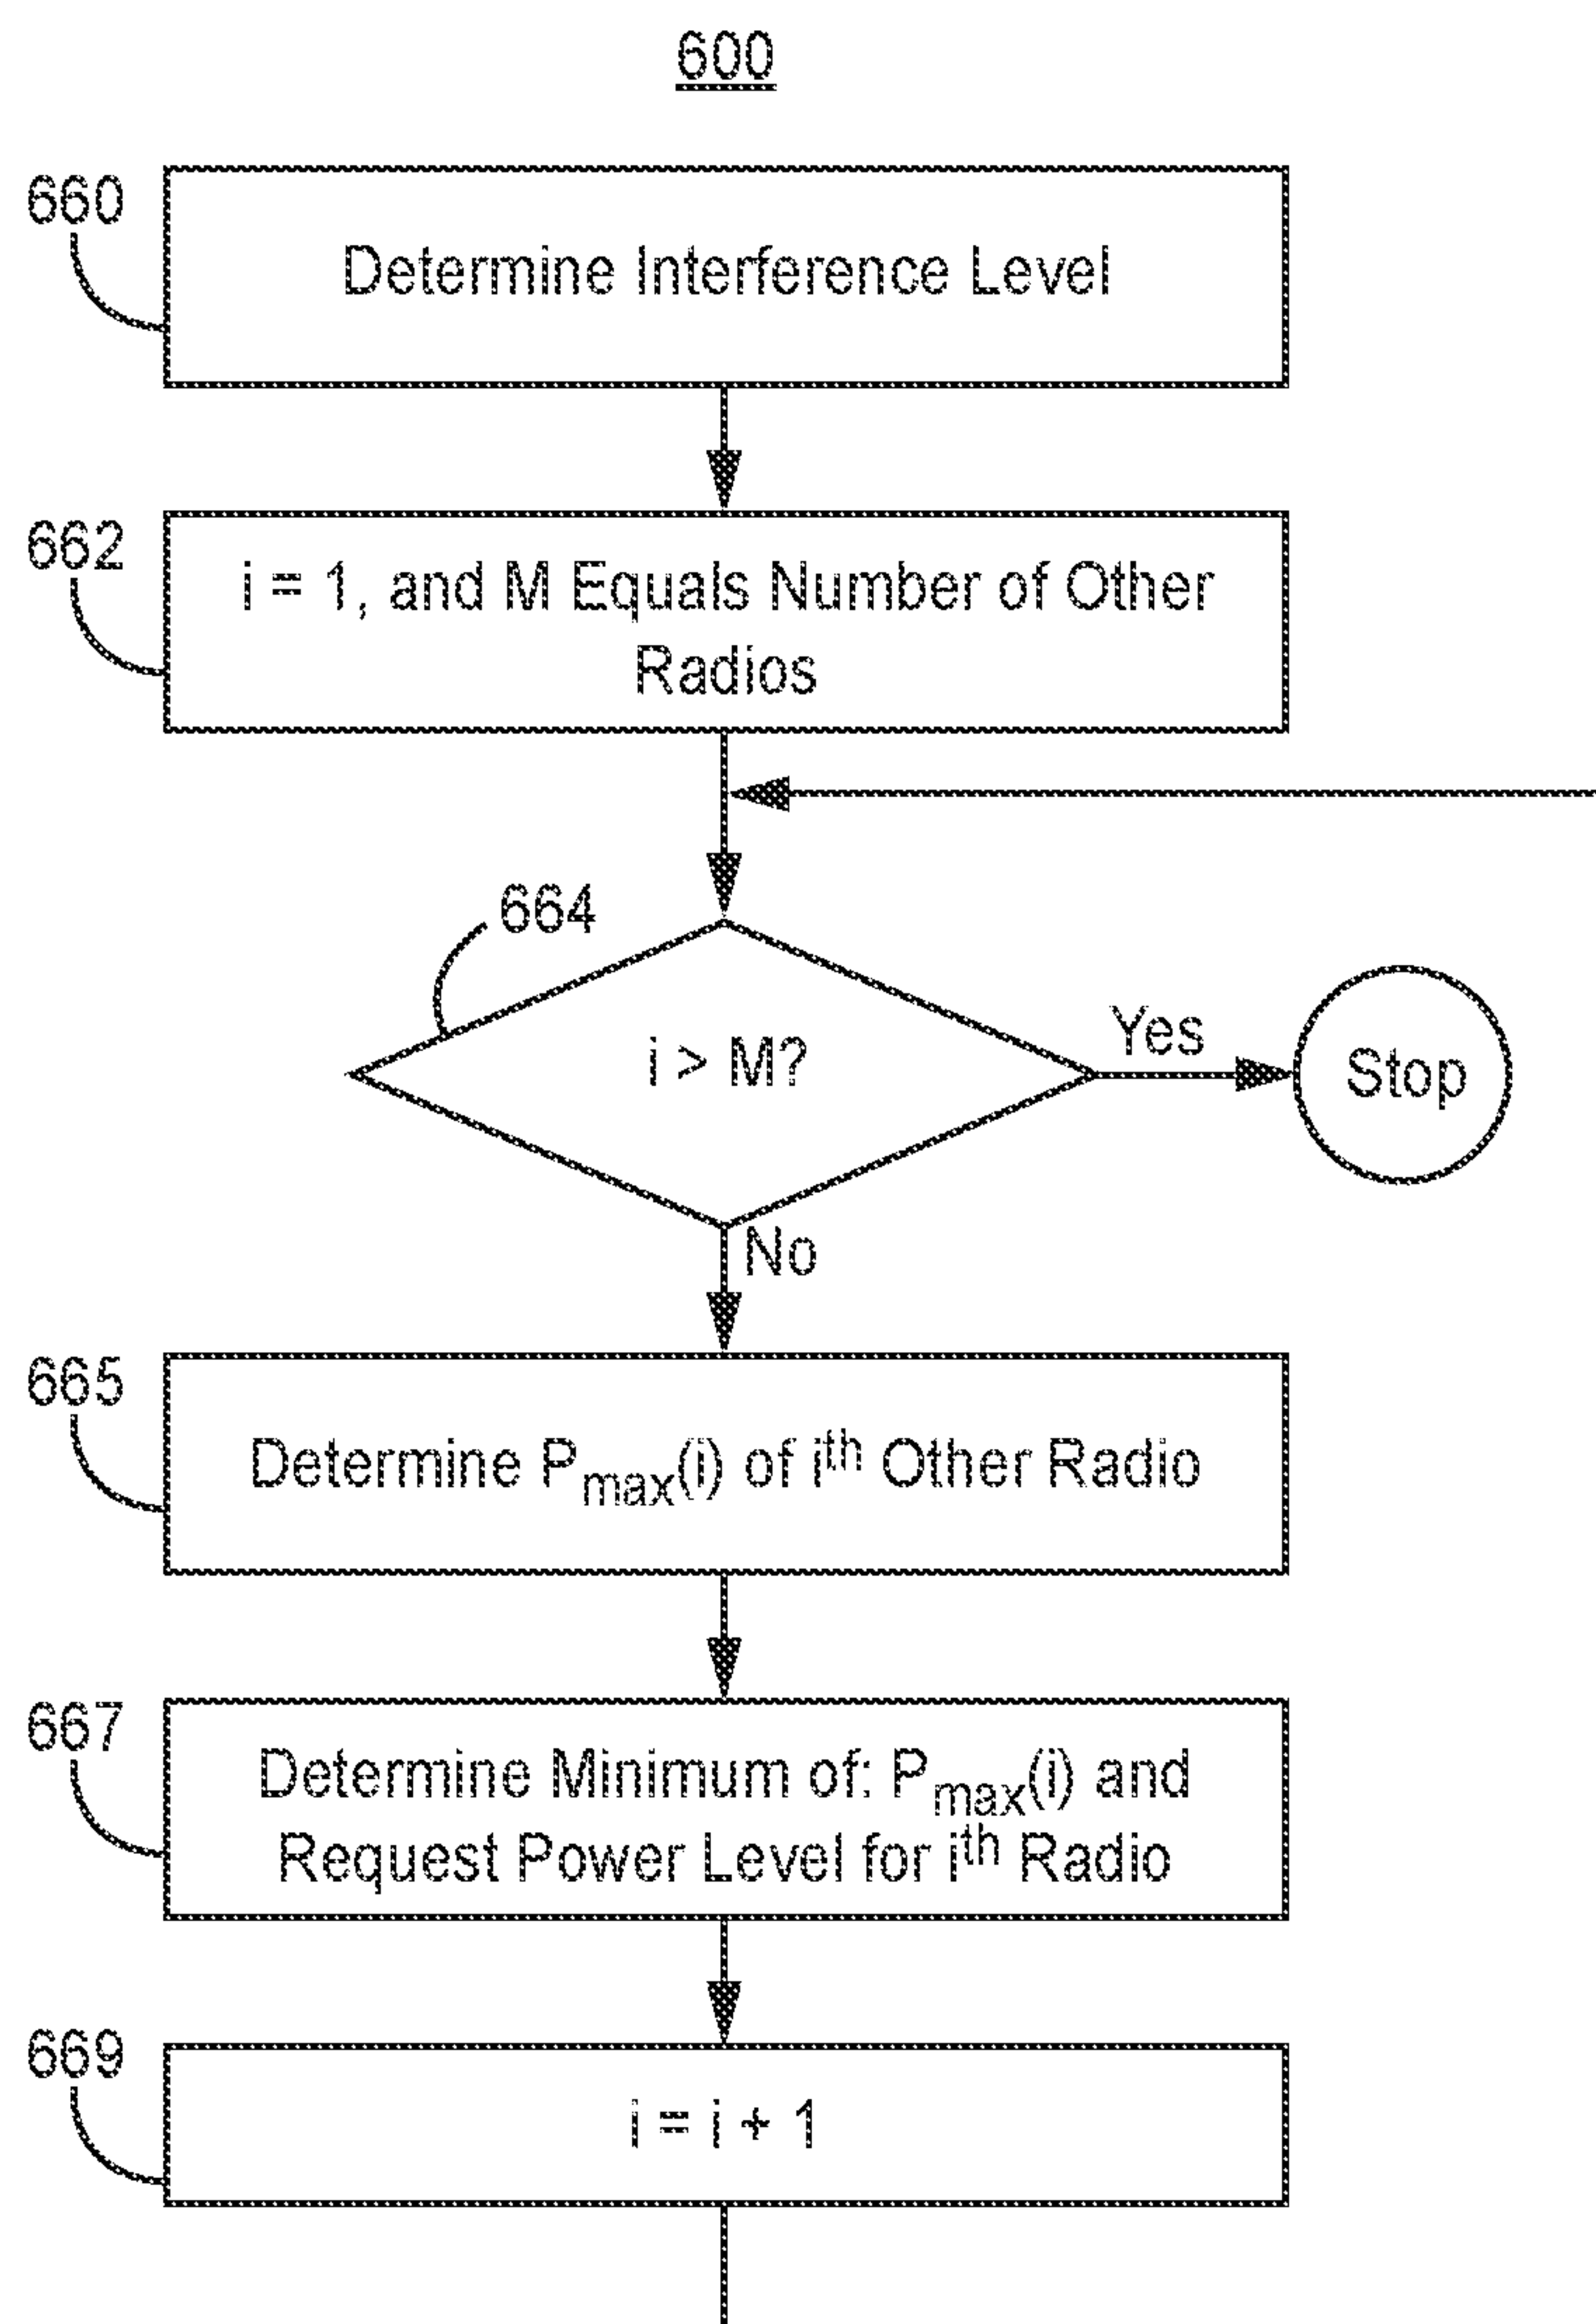 600
660
Determine Interference Level
662
i = 1, and M Equals Number of Other
Radios
664
i > M?
Yes
Stop
No
665
Determine Pmax(i) of ith Other Radio
667
Determine Minimum of: Pmax(i) and
Request Power Level for ith Radio
669
i = i + 1